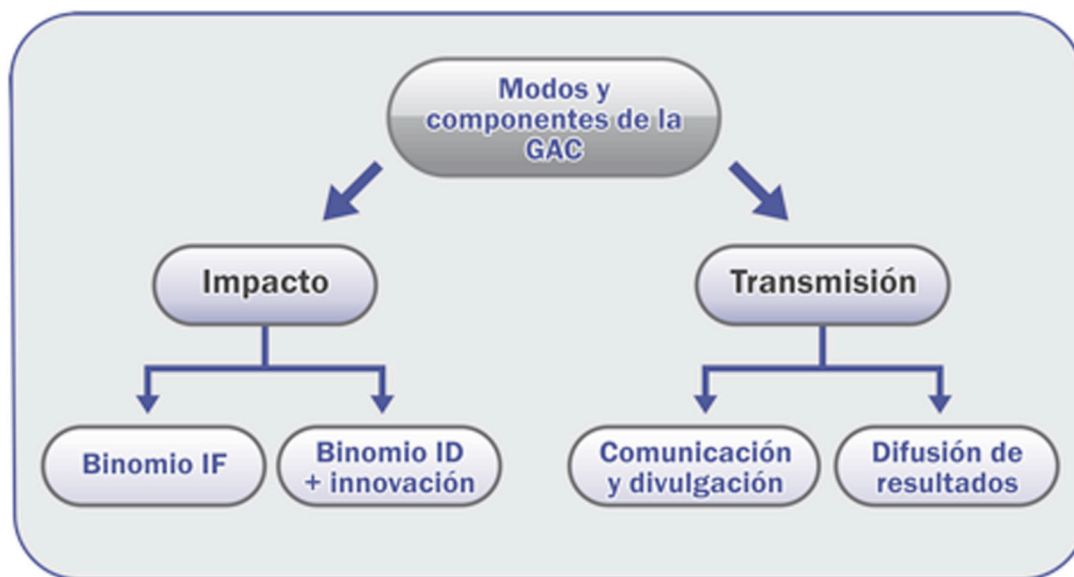 Modos y
componentes de la
GAC
Impacto
Transmisión
Binomio IF
Binomio ID
+ innovación
Comunicación
y divulgación
Difusión de
resultados